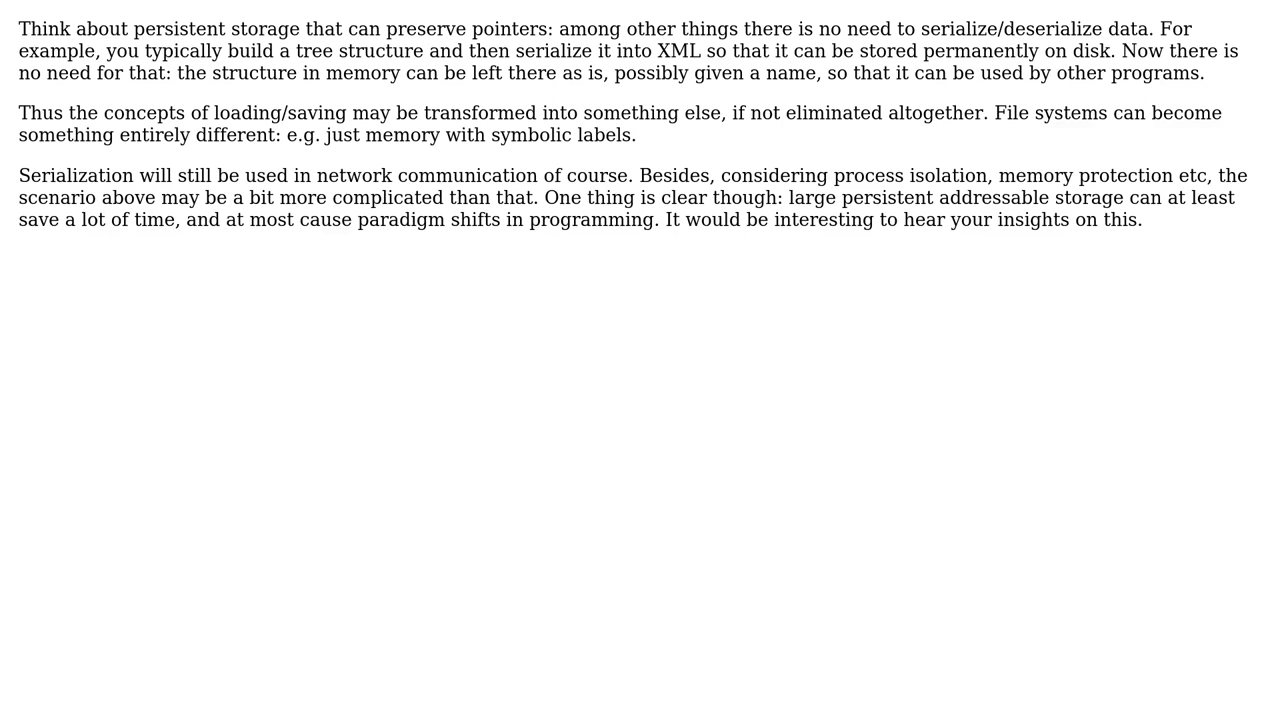 Think about persistent storage that can preserve pointers: among other things there is no need to serialize/deserialize data. For
example, you typically build a tree structure and then serialize it into XML so that it can be stored permanently on disk. Now there is
no need for that: the structure in memory can be left there as is, possibly given a name, so that it can be used by other programs.
Thus the concepts of loading/saving may be transformed into something else, if not eliminated altogether. File systems can become
something entirely different: e.g. just memory with symbolic labels.
Serialization will still be used in network communication of course. Besides, considering process isolation, memory protection etc, the
scenario above may be a bit more complicated than that. One thing is clear though: large persistent addressable storage can at least
save a lot of time, and at most cause paradigm shifts in programming. It would be interesting to hear your insights on this.